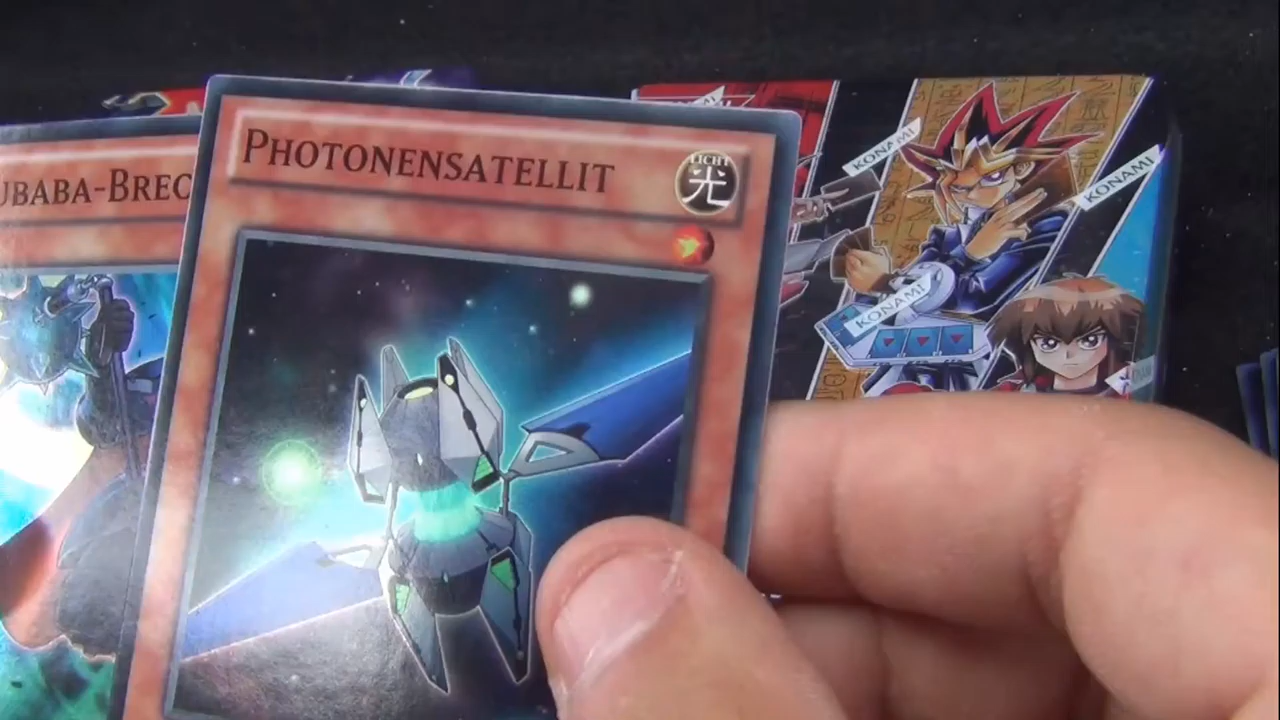 PHOTONENSATELLIT
LICHT
光
UBABA-BREC
KONAMI
KONAMI
KONAMI